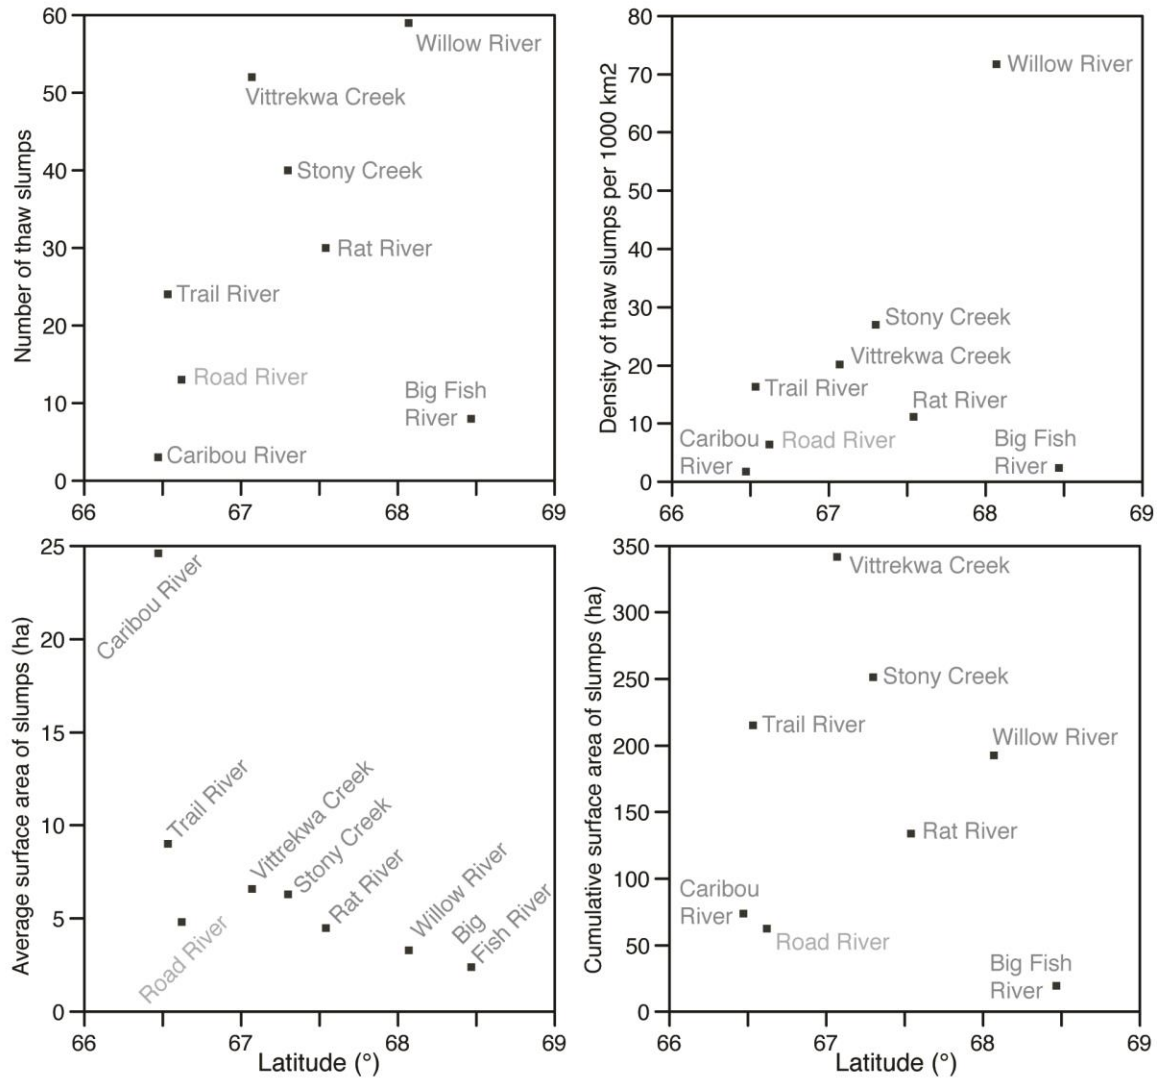 Number of thaw slumps
60
50
40
30
20
10
0
66
67
68
69
Willow River
Vittrekwa Creek
Stony Creek
Rat River
Trail River
Road River
Big Fish
River
Caribou River
Density of thaw slumps per 1000 km2
80
70
60
50
40
30
20
10
0
66
67
68
69
Willow River
Stony Creek
Vittrekwa Creek
Trail River
Rat River
Caribou
River
Road River
Big Fish
River
Average surface area of slumps (ha)
25
20
15
10
5
0
66
67
68
69
Latitude (°)
Caribou River
Trail River
Road River
Vittrekwa Creek
Stony Creek
Rat River
Willow River
Big
Fish River
Cumulative surface area of slumps (ha)
350
300
250
200
150
100
50
0
66
67
68
69
Latitude (°)
Vittrekwa Creek
Stony Creek
Trail River
Willow River
Rat River
Caribou
River
Road River
Big Fish
River